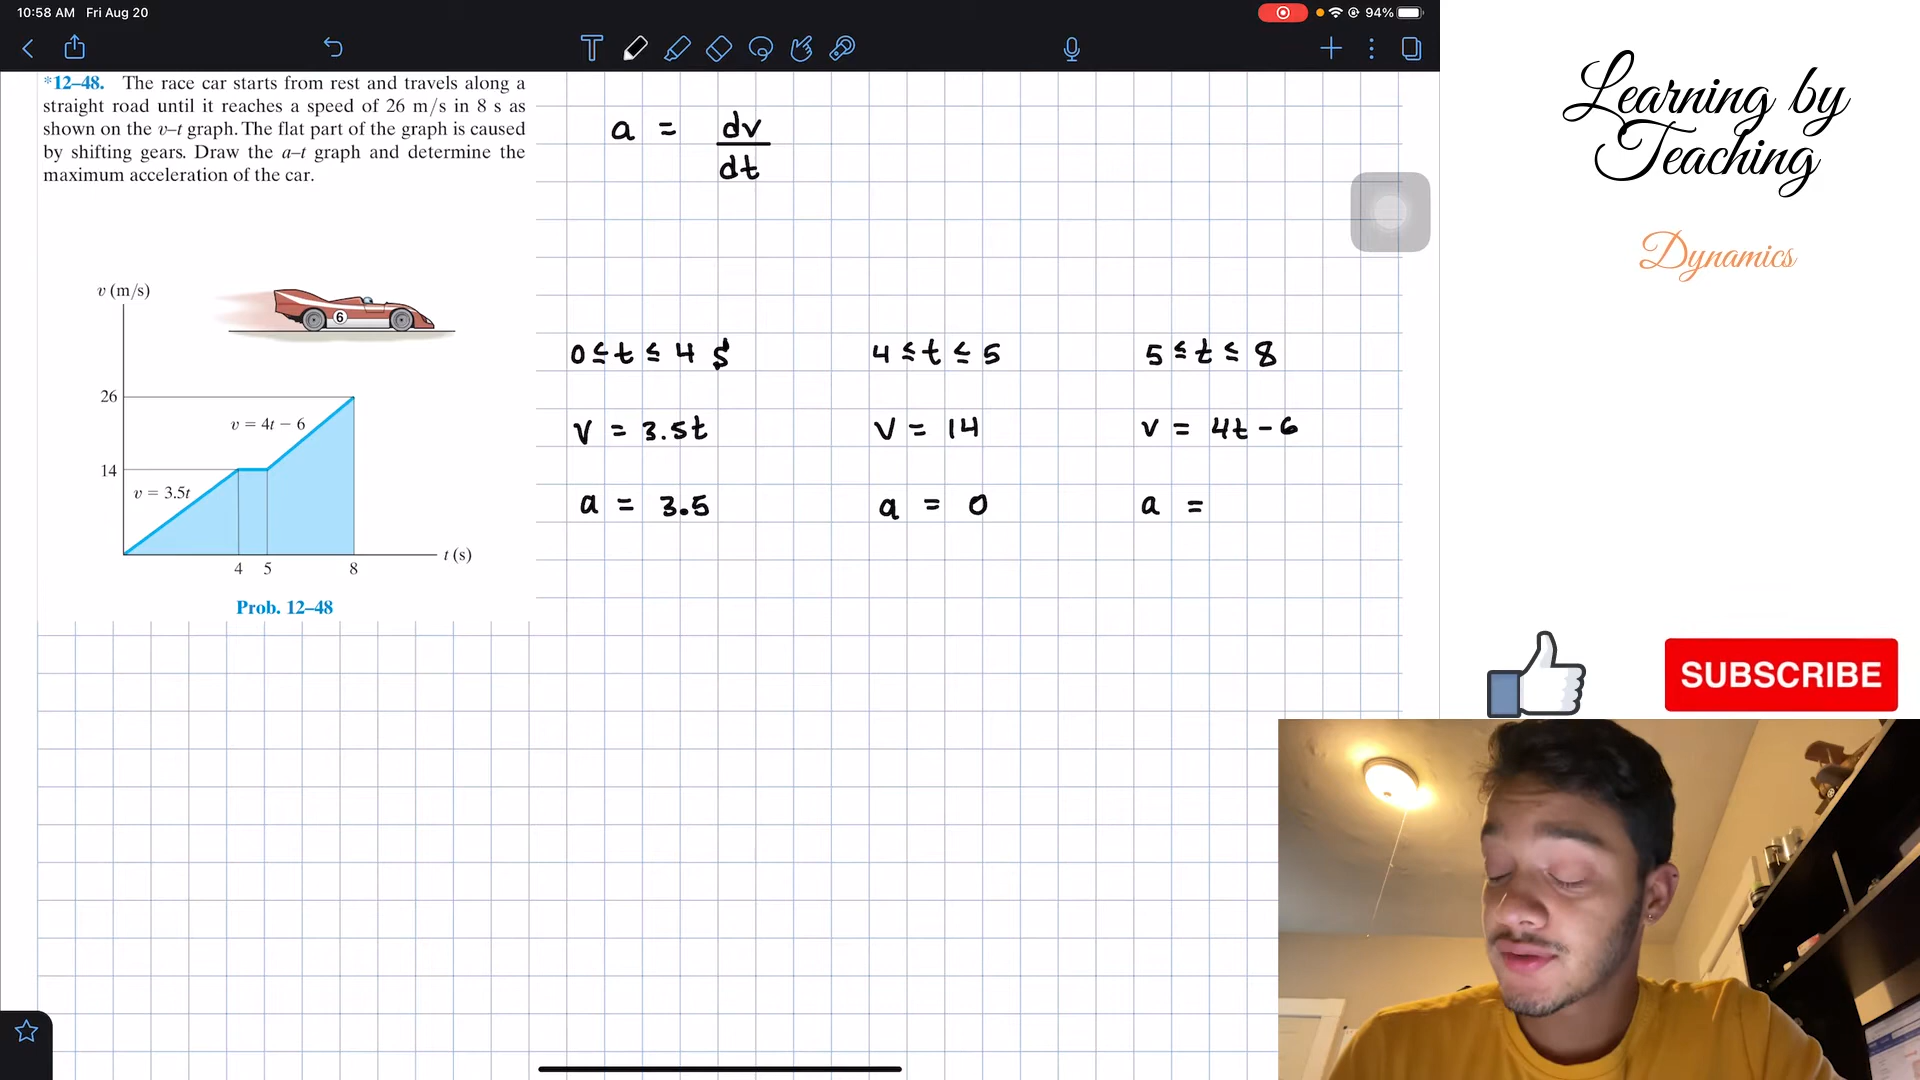 10:58 AM Fri Aug 20
94%
*12–48. The race car starts from rest and travels along a
straight road until it reaches a speed of 26 m/s in 8 s as
shown on the v–t graph. The flat part of the graph is caused
by shifting gears. Draw the a–t graph and determine the
maximum acceleration of the car.
v (m/s)
6
26
v = 4t − 6
14
v = 3.5t
t (s)
4 5 8
Prob. 12–48
a = dv
dt
0 ≤ t ≤ 4 s
v = 3.5t
a = 3.5
4 ≤ t ≤ 5
v = 14
a = 0
5 ≤ t ≤ 8
v = 4t - 6
a =
Learning by
Teaching
Dynamics
SUBSCRIBE